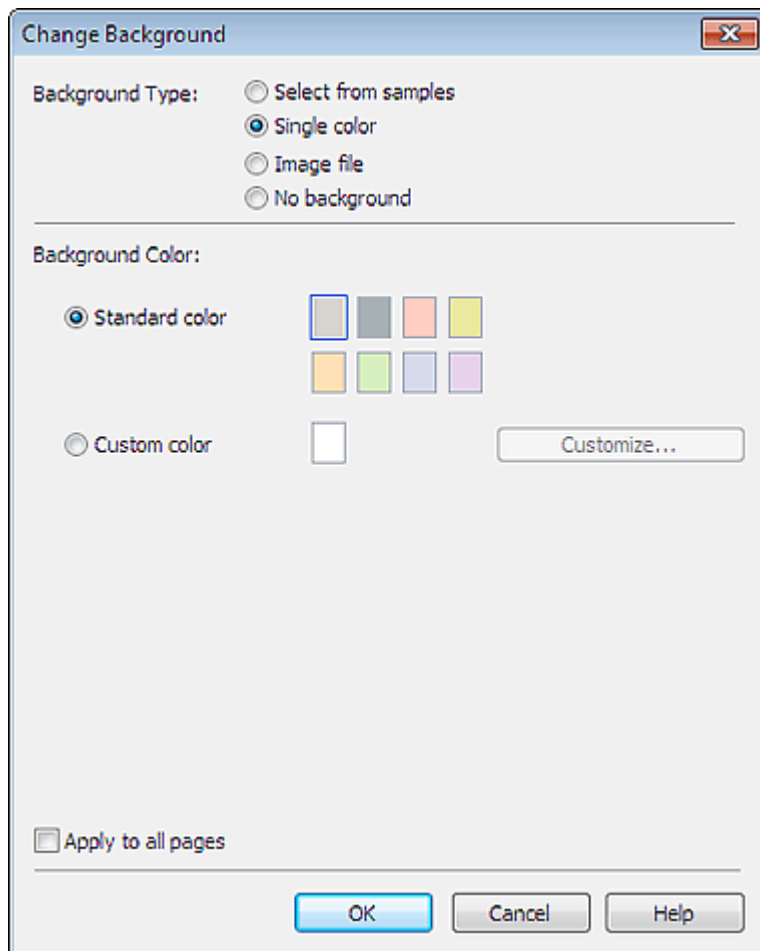 Change Background
Background Type:
Select from samples
Single color
Image file
No background
Background Color:
Standard color
Custom color
Customize...
Apply to all pages
OK
Cancel
Help